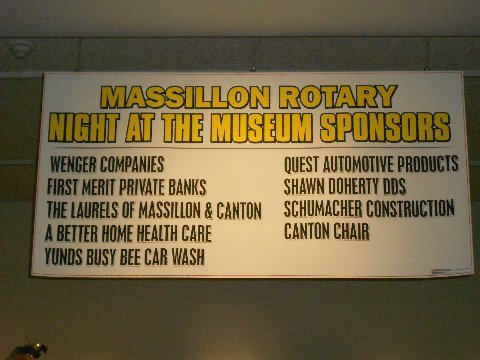 MASSILLON ROTARY
NIGHT AT THE MUSEUM SPONSORS
WENGER COMPANIES
FIRST MERIT PRIVATE BANKS
THE LAURELS OF MASSILLON & CANTON
A BETTER HOME HEALTH CARE
YUNDS BUSY BEE CAR WASH
QUEST AUTOMOTIVE PRODUCTS
SHAWN DOHERTY DDS
SCHUMACHER CONSTRUCTION
CANTON CHAIR